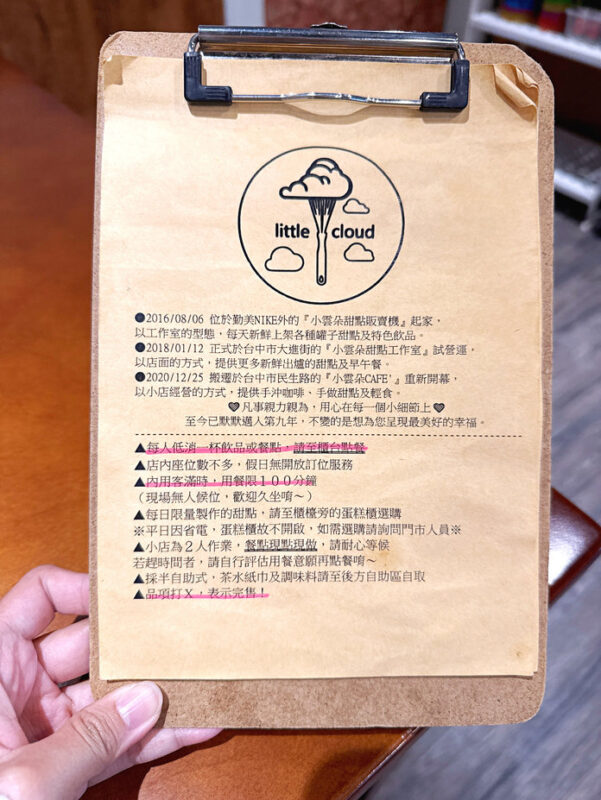 little cloud
●2016/08/06 位於勤美NIKE外的『小雲朵甜點販賣機』起家，
以工作室的型態，每天新鮮上架各種罐子甜點及特色飲品。
●2018/01/12 正式於台中市大進街的『小雲朵甜點工作室』試營運，
以店面的方式，提供更多新鮮出爐的甜點及早午餐。
●2020/12/25 搬遷於台中市民生路的『小雲朵CAFE'』重新開幕，
以小店經營的方式，提供手沖咖啡、手做甜點及輕食。
♥凡事親力親為，用心在每一個小細節上♥
至今已默默邁入第九年，不變的是想為您呈現最美好的幸福。
▲每人低消一杯飲品或餐點，請至櫃台點餐
▲店內座位數不多，假日無開放訂位服務
▲內用客滿時，用餐限１００分鐘
（現場無人候位，歡迎久坐唷～）
▲每日限量製作的甜點，請至櫃檯旁的蛋糕櫃選購
※平日因省電，蛋糕櫃故不開啟，如需選購請詢問門市人員※
▲小店為２人作業，餐點現點現做，請耐心等候
若趕時間者，請自行評估用餐意願再點餐唷～
▲採半自助式，茶水紙巾及調味料請至後方自助區自取
▲品項打Ｘ，表示完售！